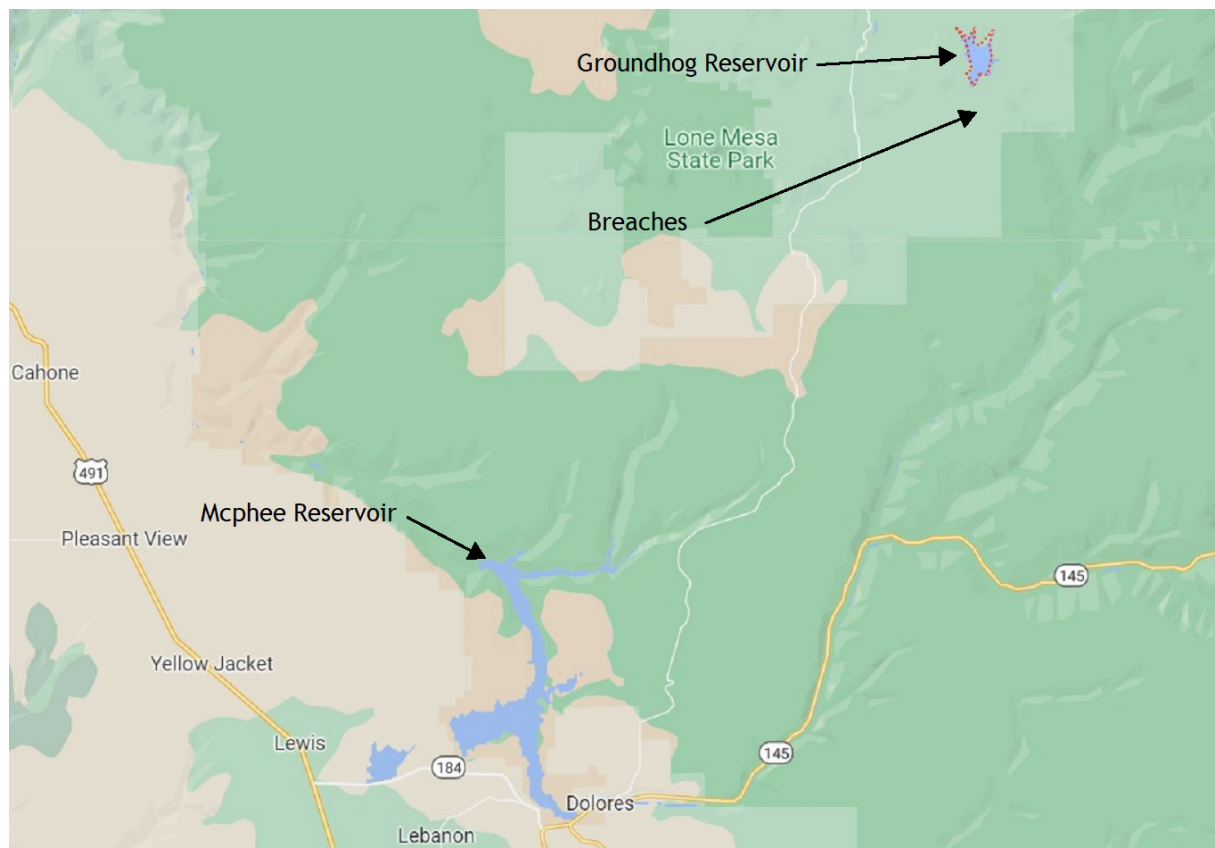 Groundhog Reservoir
Lone Mesa
State Park
Breaches
Cahone
491
Mcphee Reservoir
Pleasant View
145
Yellow Jacket
Lewis
145
184
Dolores
Lebanon